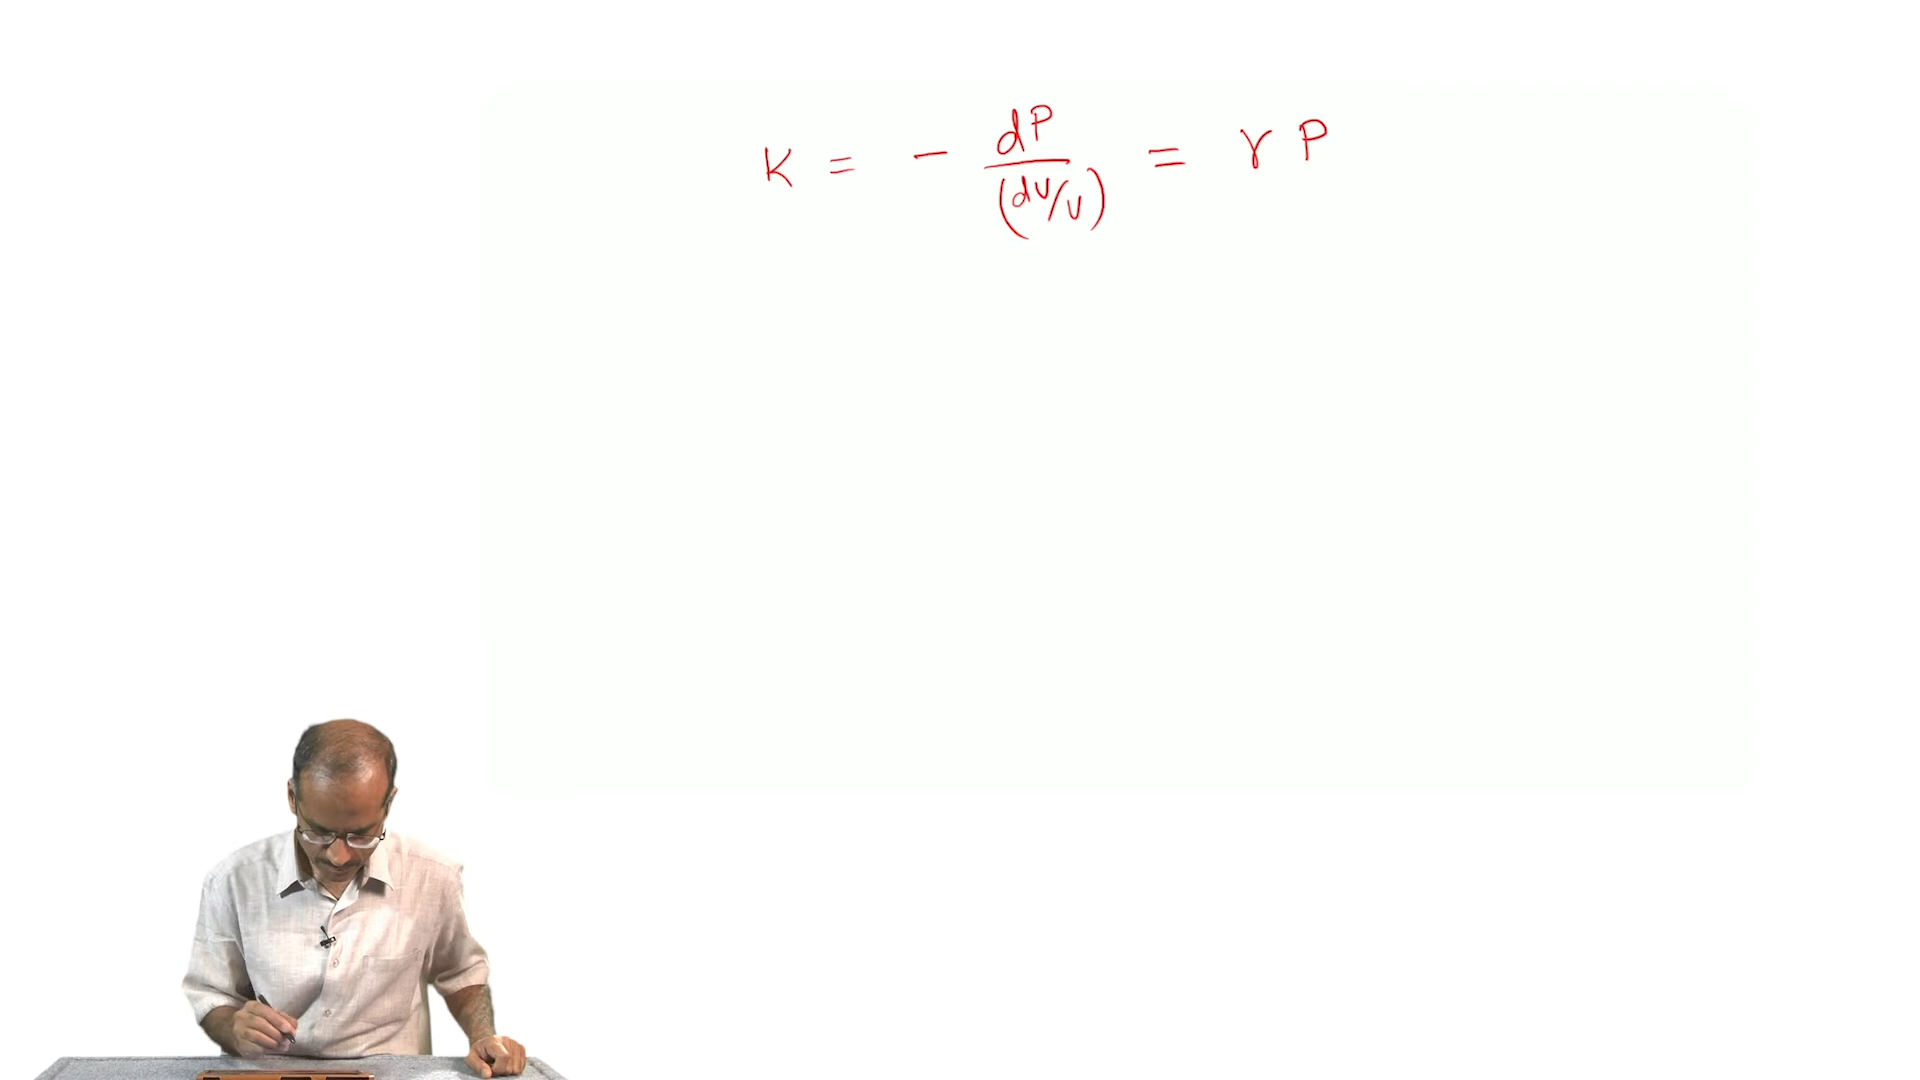 K = - dP/(dV/V) = γ P